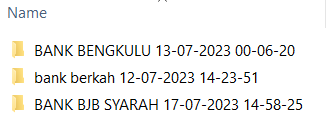 Name
BANK BENGKULU 13-07-2023 00-06-20
bank berkah 12-07-2023 14-23-51
BANK BJB SYARAH 17-07-2023 14-58-25